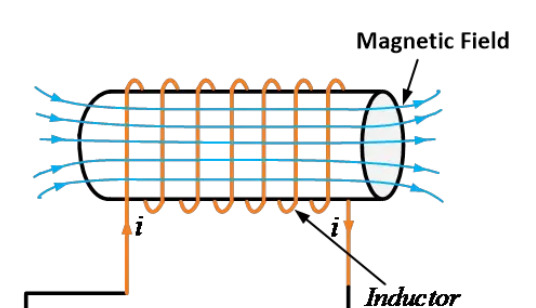 Magnetic Field
i
i
Inductor